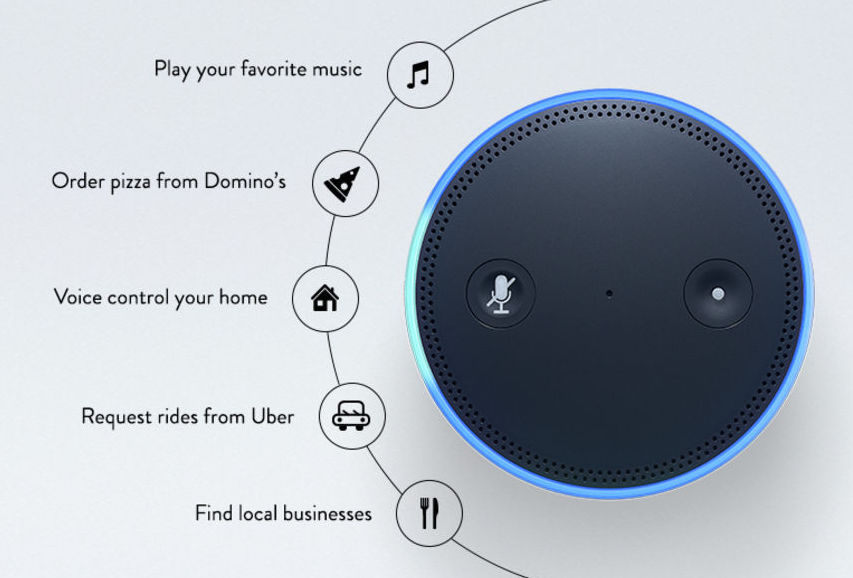 Play your favorite music
Order pizza from Domino's
Voice control your home
Request rides from Uber
Find local businesses